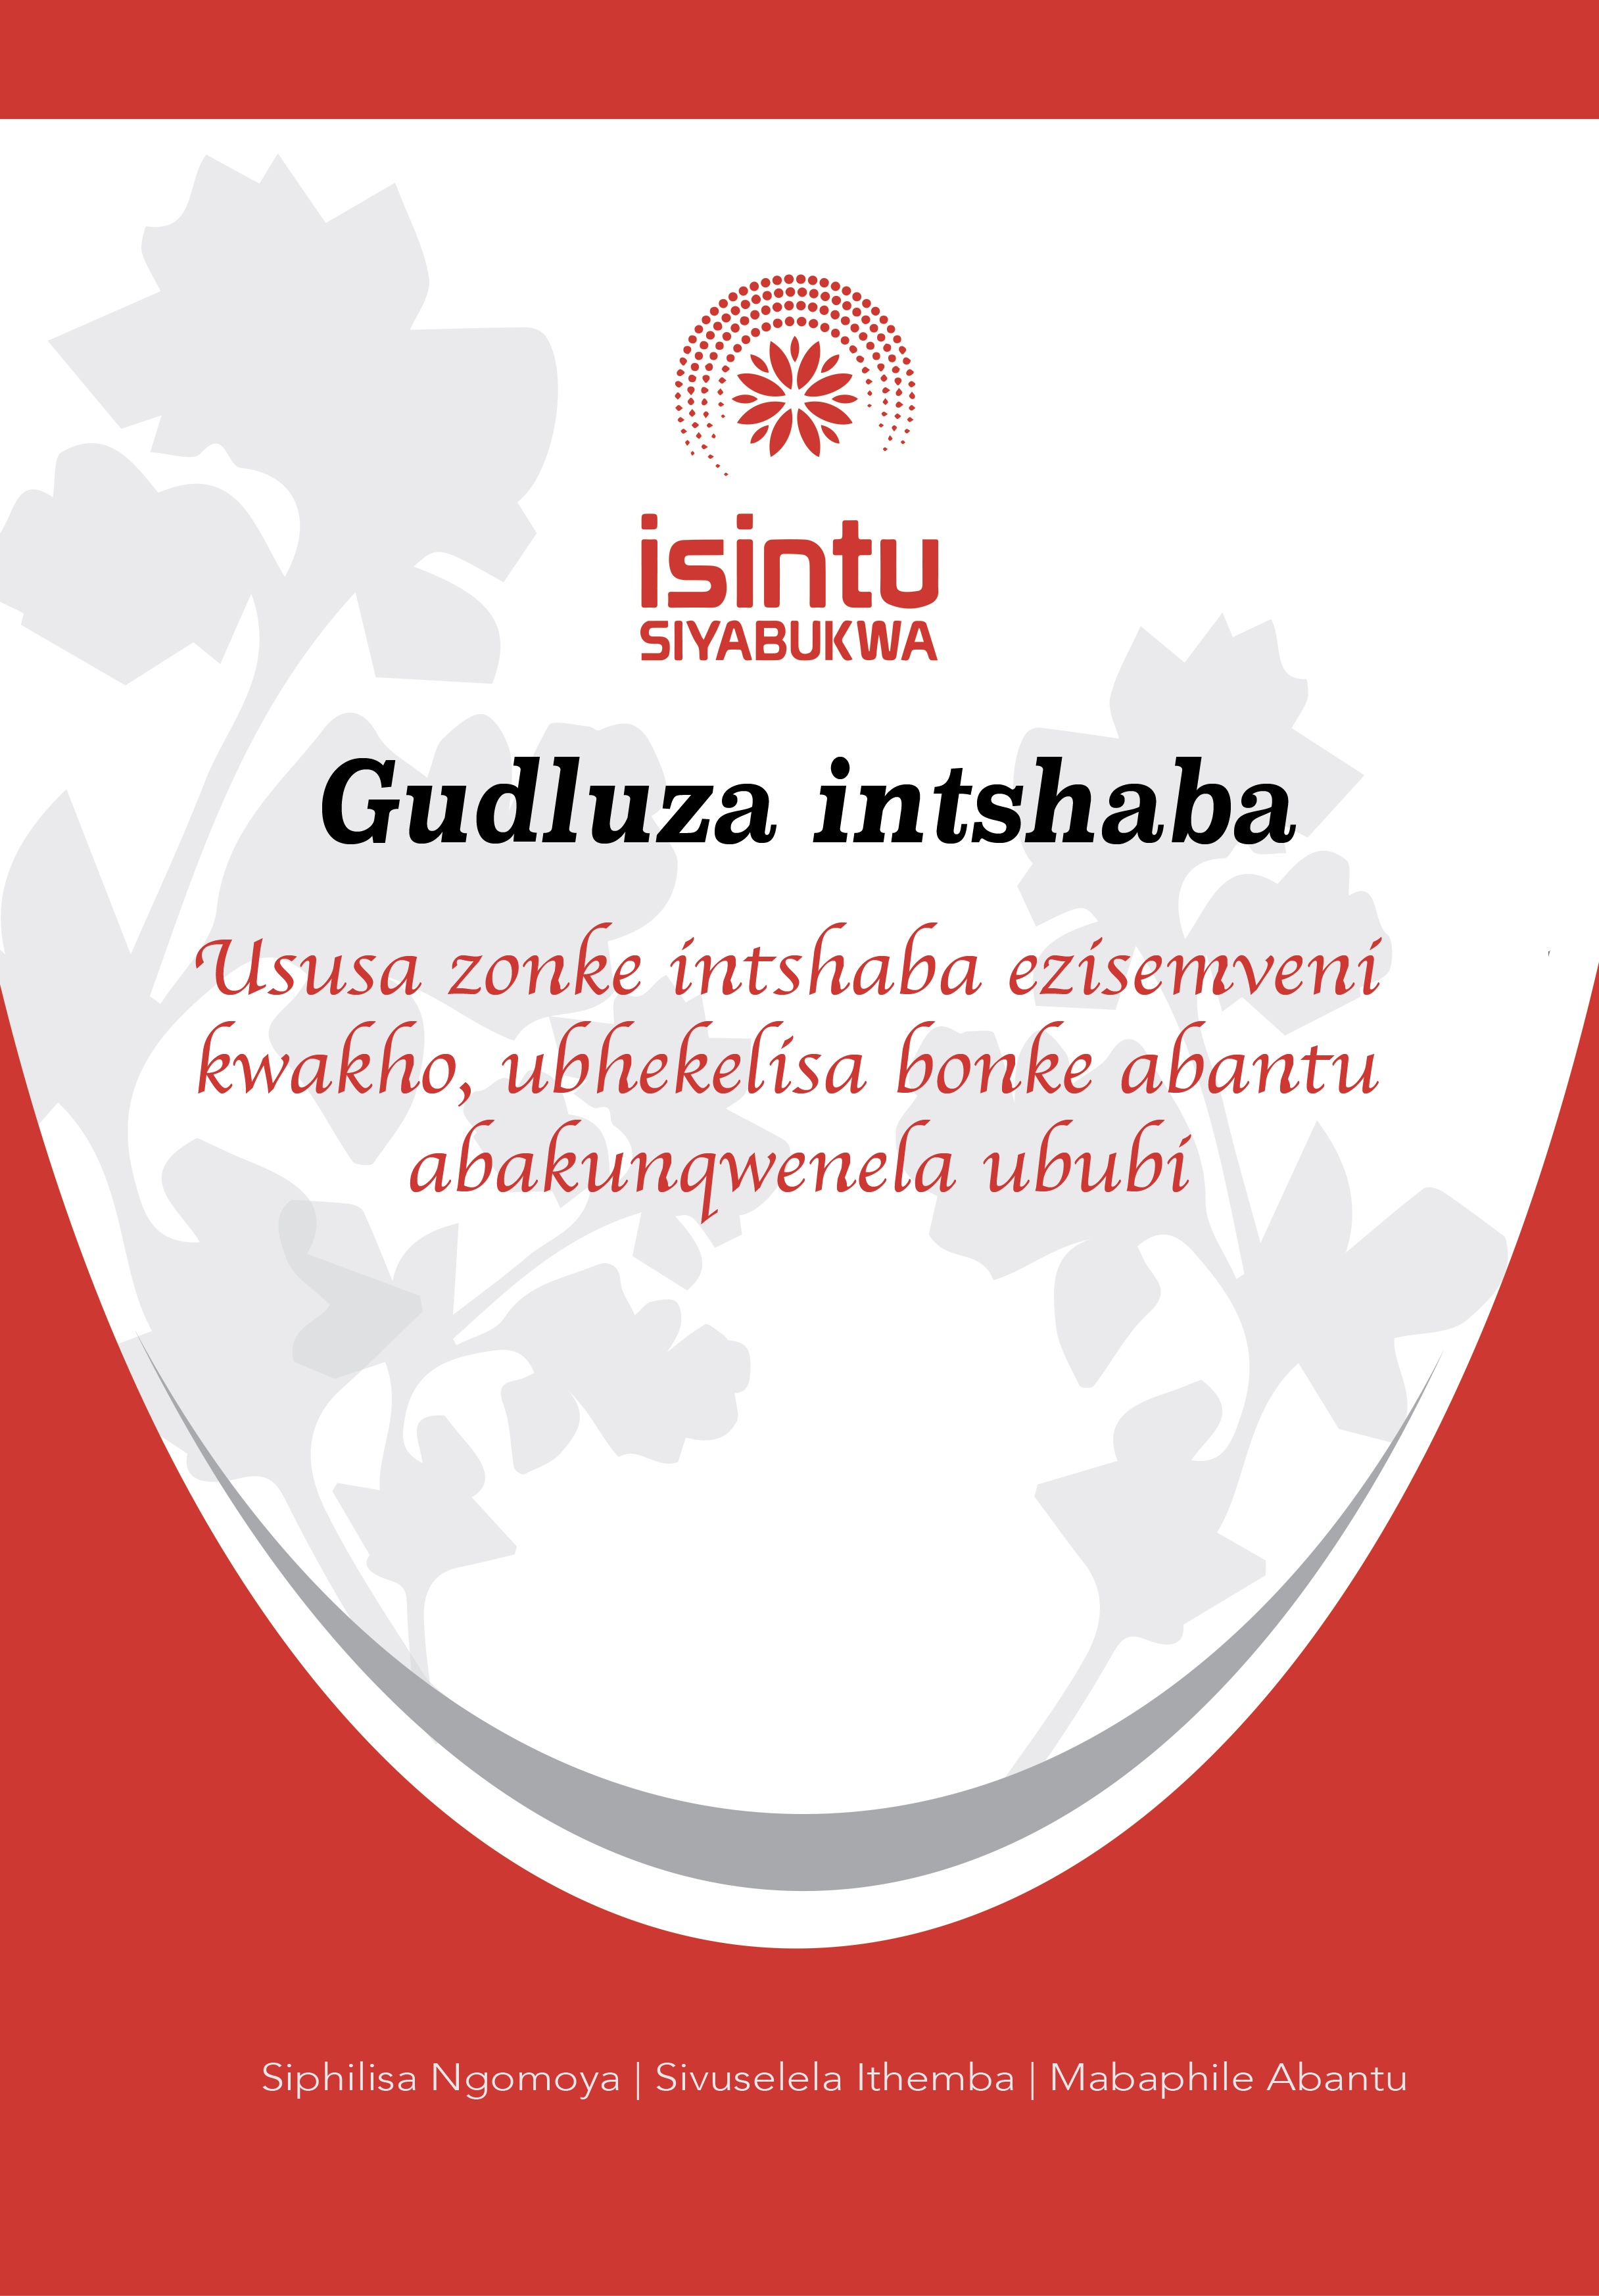 isintu
SIYABUKWA
Gudluza intshaba
Ususa zonke intshaba ezisemveni
kwakho, ubhekelisa bonke abantu
abakunqwenela ububi
Siphilisa Ngomoya | Sivuselela Ithemba | Mabaphile Abantu